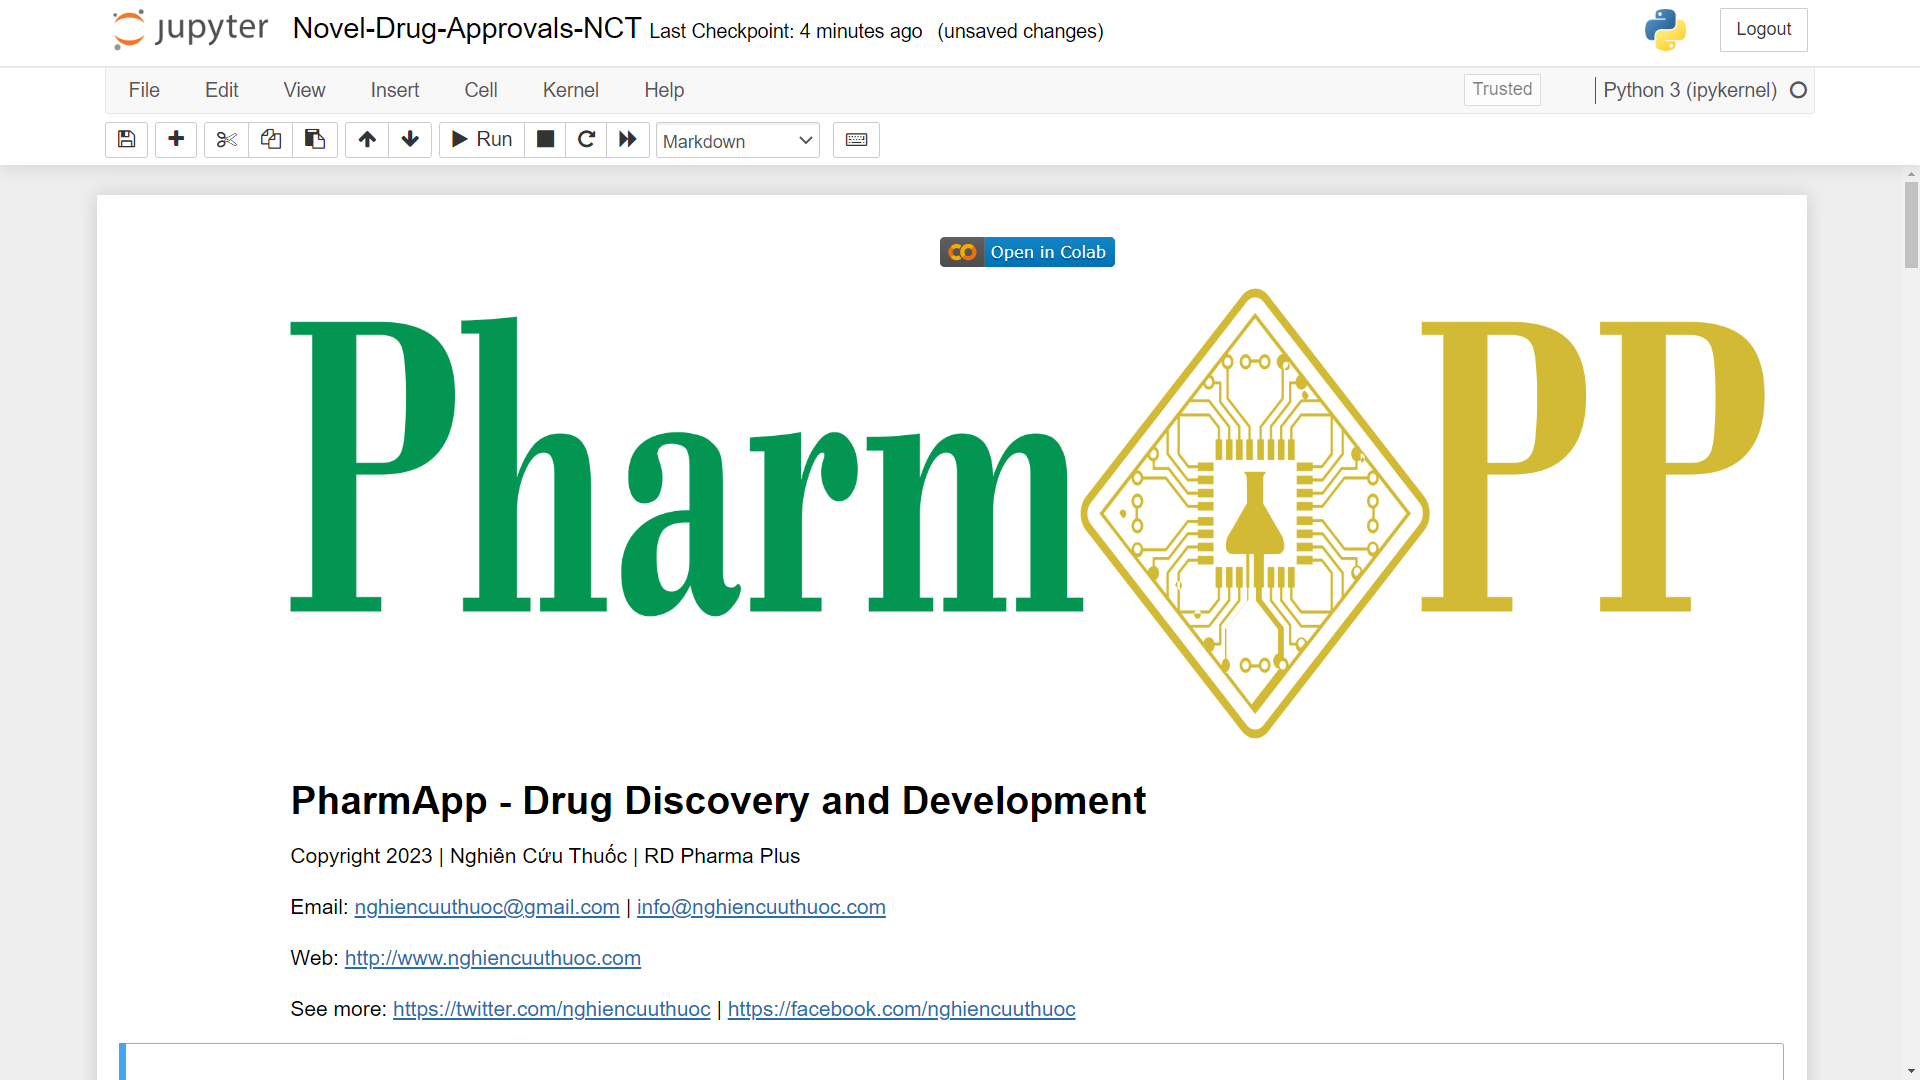 jupyter Novel-Drug-Approvals-NCT Last Checkpoint: 4 minutes ago (unsaved changes) Logout
File Edit View Insert Cell Kernel Help Trusted Python 3 (ipykernel)
Run Markdown
Open in Colab
Pharm PP
PharmApp - Drug Discovery and Development
Copyright 2023 | Nghiên Cứu Thuốc | RD Pharma Plus
Email: nghiencuuthuoc@gmail.com | info@nghiencuuthuoc.com
Web: http://www.nghiencuuthuoc.com
See more: https://twitter.com/nghiencuuthuoc | https://facebook.com/nghiencuuthuoc